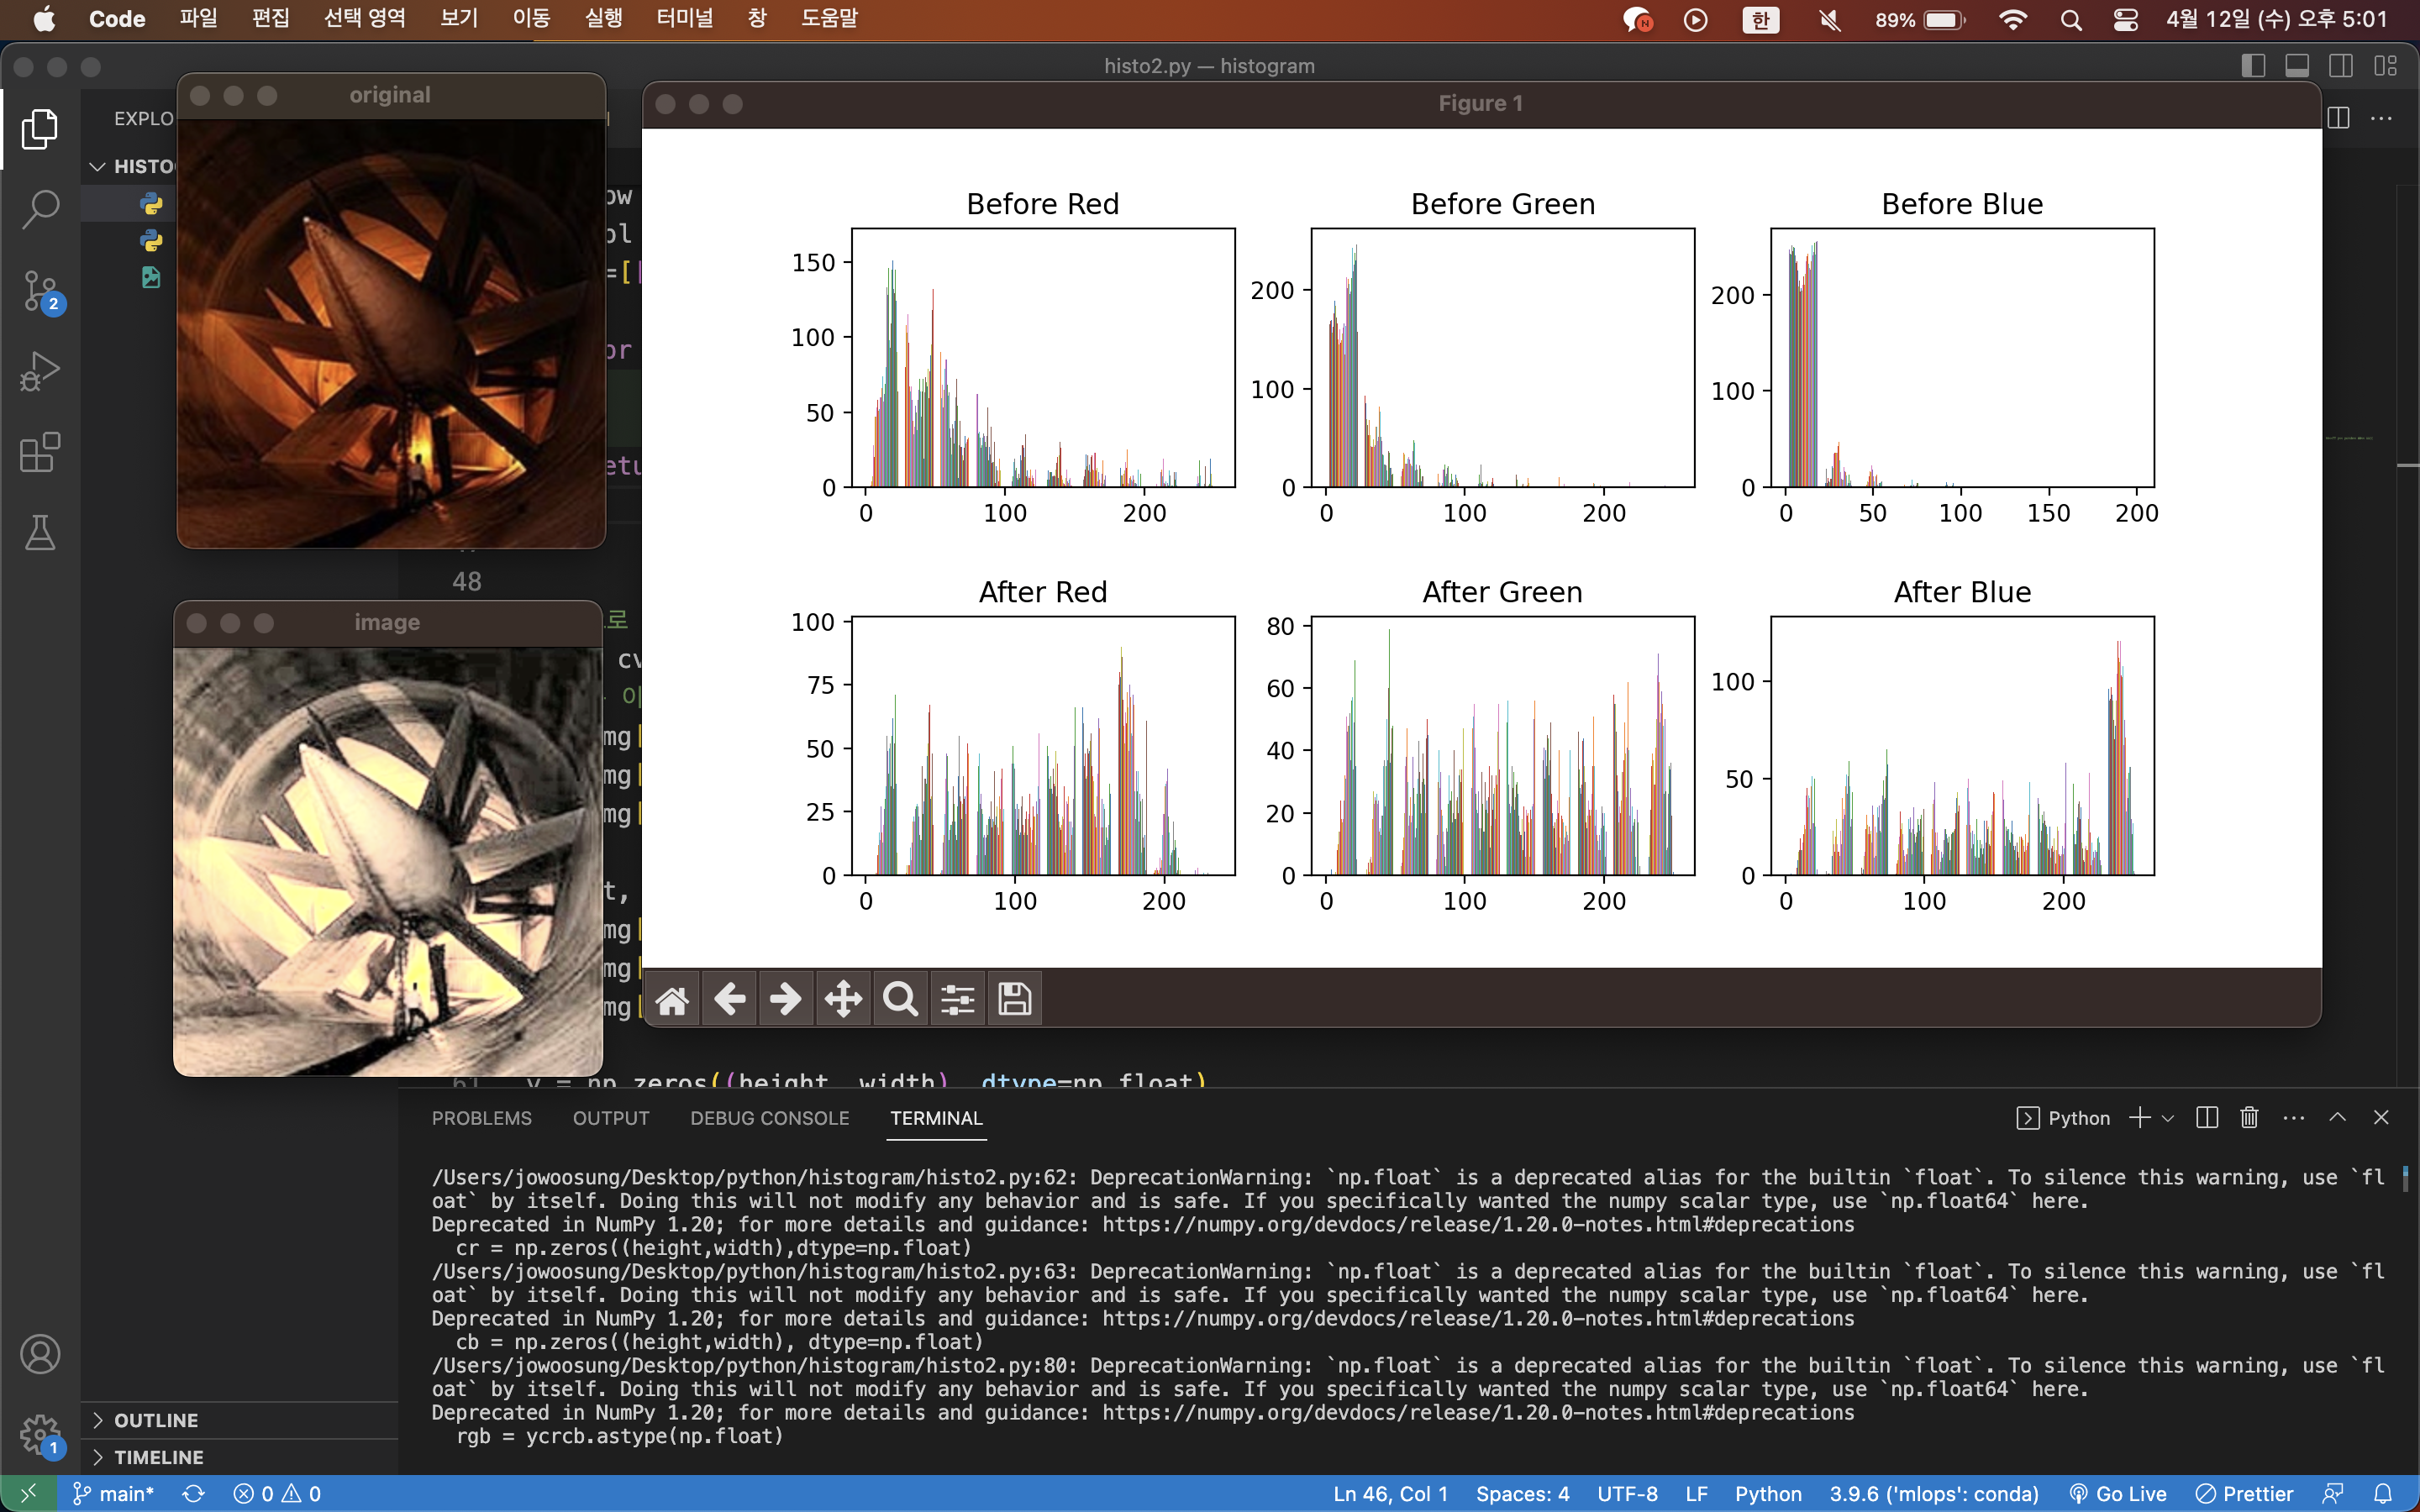 Code 파일 편집 선택 영역 보기 이동 실행 터미널 창 도움말
한 89% 4월 12일 (수) 오후 5:01
histo2.py — histogram
original
EXPLO
HISTO
2
ow
=[
or
etu
48
로
cv
image
mg[
mg[
mg[
t,
mg[
mg[
mg[
Figure 1
Before Red
Before Green
Before Blue
150
100
50
0
0 100 200
200
100
0
0 100 200
200
100
0
0 50 100 150 200
After Red
After Green
After Blue
100
75
50
25
0
0 100 200
80
60
40
20
0
0 100 200
100
50
0
0 100 200
61 y = np.zeros((height, width), dtype=np.float)
PROBLEMS OUTPUT DEBUG CONSOLE TERMINAL
Python
/Users/jowoosung/Desktop/python/histogram/histo2.py:62: DeprecationWarning: `np.float` is a deprecated alias for the builtin `float`. To silence this warning, use `fl
oat` by itself. Doing this will not modify any behavior and is safe. If you specifically wanted the numpy scalar type, use `np.float64` here.
Deprecated in NumPy 1.20; for more details and guidance: https://numpy.org/devdocs/release/1.20.0-notes.html#deprecations
cr = np.zeros((height,width),dtype=np.float)
/Users/jowoosung/Desktop/python/histogram/histo2.py:63: DeprecationWarning: `np.float` is a deprecated alias for the builtin `float`. To silence this warning, use `fl
oat` by itself. Doing this will not modify any behavior and is safe. If you specifically wanted the numpy scalar type, use `np.float64` here.
Deprecated in NumPy 1.20; for more details and guidance: https://numpy.org/devdocs/release/1.20.0-notes.html#deprecations
cb = np.zeros((height,width), dtype=np.float)
/Users/jowoosung/Desktop/python/histogram/histo2.py:80: DeprecationWarning: `np.float` is a deprecated alias for the builtin `float`. To silence this warning, use `fl
oat` by itself. Doing this will not modify any behavior and is safe. If you specifically wanted the numpy scalar type, use `np.float64` here.
Deprecated in NumPy 1.20; for more details and guidance: https://numpy.org/devdocs/release/1.20.0-notes.html#deprecations
rgb = ycrcb.astype(np.float)
OUTLINE
1
TIMELINE
main* 0 0
Ln 46, Col 1 Spaces: 4 UTF-8 LF Python 3.9.6 ('mlops': conda) Go Live Prettier